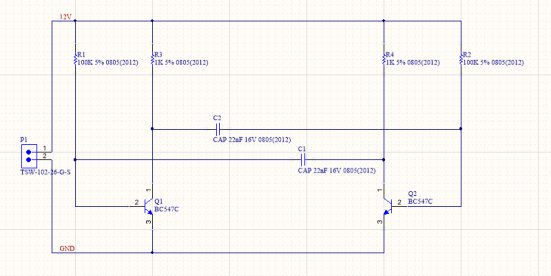 12V
R1
100K 5% 0805(2012)
R3
1K 5% 0805(2012)
R4
1K 5% 0805(2012)
R2
100K 5% 0805(2012)
C2
CAP 22nF 16V 0805(2012)
P1
1
2
TSW-102-26-G-S
C1
CAP 22nF 16V 0805(2012)
1
1
2
Q1
BC547C
Q2
BC547C
2
3
3
GND